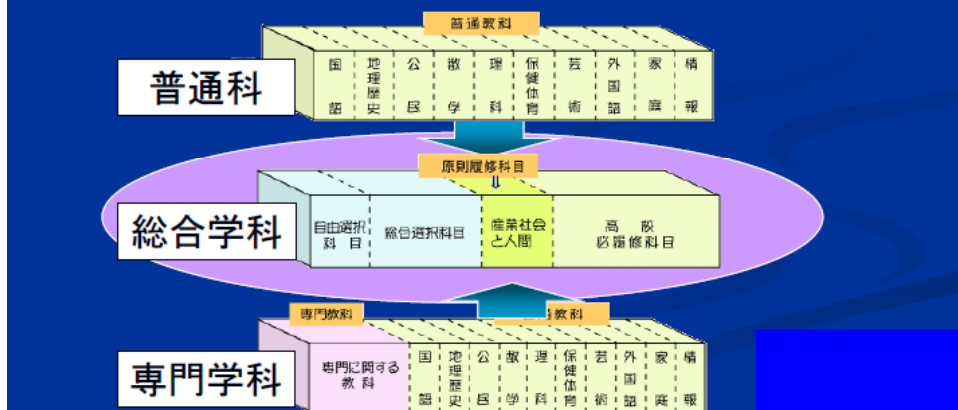 普通教科
普通科
国語
地理歴史
公民
数学
理科
保健体育
芸術
外国語
家庭
情報
原則履修科目
⇩
総合学科
自由選択
科目
総合選択科目
産業社会
と人間
高校
必履修科目
専門教科
通教科
専門学科
専門に関する
教科
国語
地理歴史
公民
数学
理科
保健体育
芸術
外国語
家庭
情報